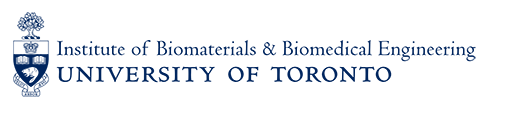 Institute of Biomaterials & Biomedical Engineering
UNIVERSITY OF TORONTO